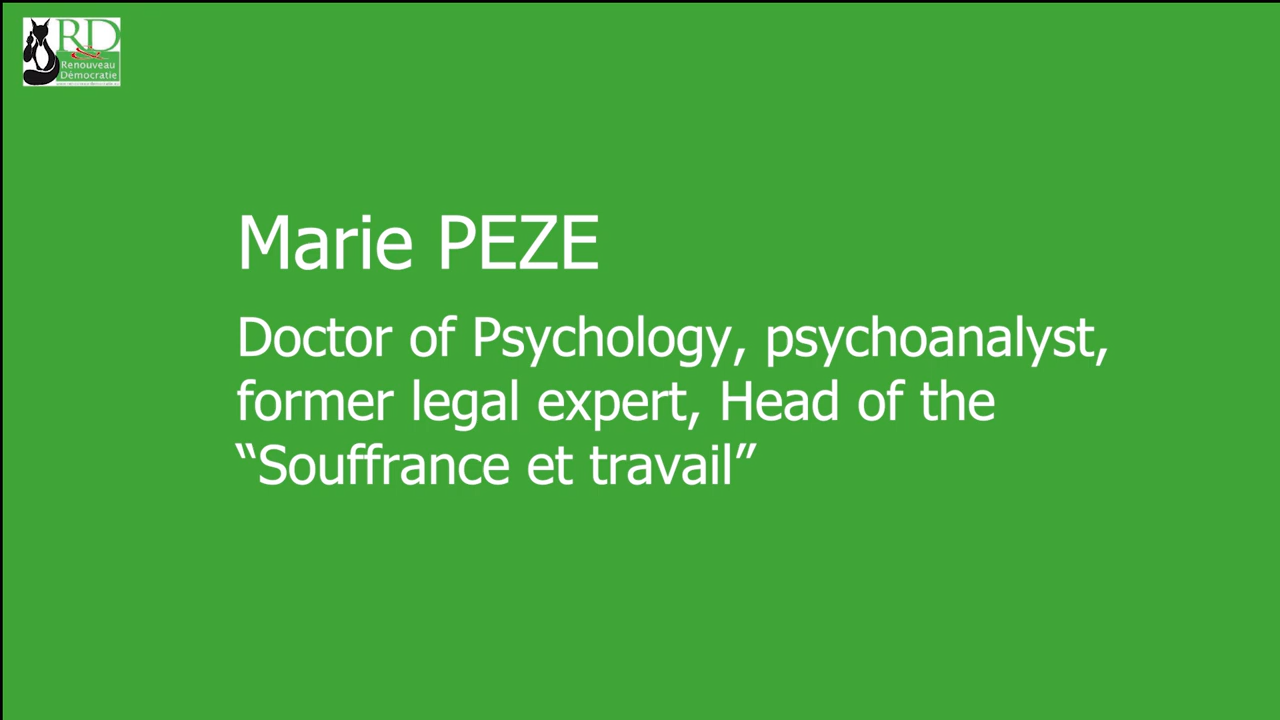 RD
Renouveau
Démocratie
Marie PEZE
Doctor of Psychology, psychoanalyst,
former legal expert, Head of the
“Souffrance et travail”